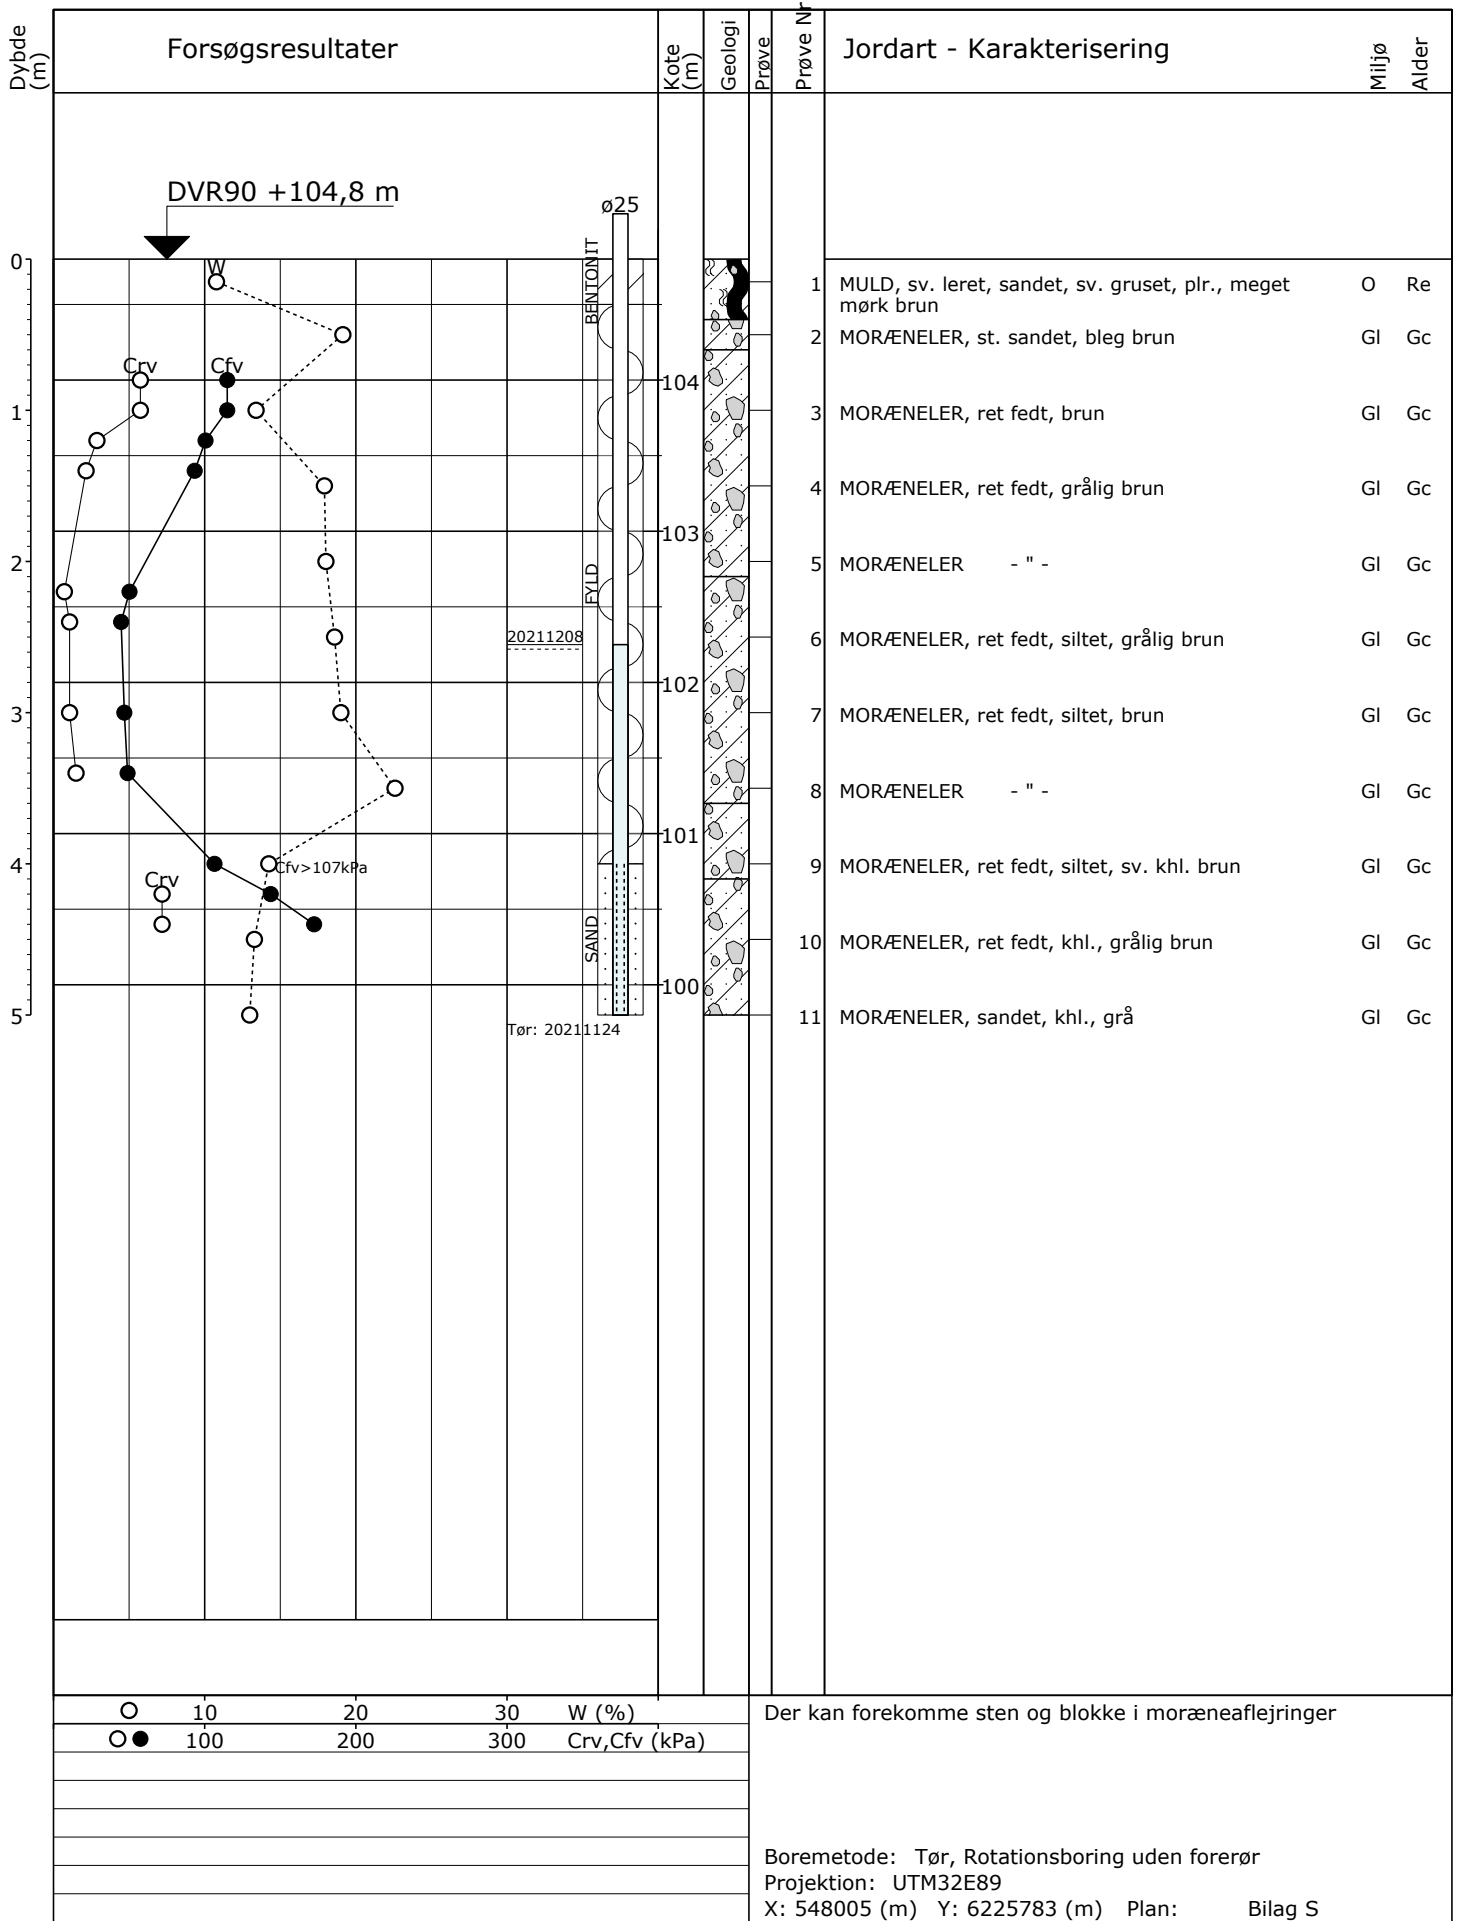 Dybde (m)
Forsøgsresultater
Kote (m)
Geologi
Prøve
Prøve Nr
Jordart - Karakterisering
Miljø
Alder
DVR90 +104,8 m
ø25
BENTONIT
0
W
1 MULD, sv. leret, sandet, sv. gruset, plr., meget O Re
mørk brun
2 MORÆNELER, st. sandet, bleg brun Gl Gc
Crv Cfv
104
1
3 MORÆNELER, ret fedt, brun Gl Gc
4 MORÆNELER, ret fedt, grålig brun Gl Gc
103
2
5 MORÆNELER - " - Gl Gc
FYLD
20211208
6 MORÆNELER, ret fedt, siltet, grålig brun Gl Gc
102
3
7 MORÆNELER, ret fedt, siltet, brun Gl Gc
8 MORÆNELER - " - Gl Gc
101
4
Cfv>107kPa
9 MORÆNELER, ret fedt, siltet, sv. khl. brun Gl Gc
Crv
SAND
10 MORÆNELER, ret fedt, khl., grålig brun Gl Gc
100
5
11 MORÆNELER, sandet, khl., grå Gl Gc
Tør: 20211124
10 20 30 W (%)
100 200 300 Crv,Cfv (kPa)
Der kan forekomme sten og blokke i moræneaflejringer
Boremetode: Tør, Rotationsboring uden forerør
Projektion: UTM32E89
X: 548005 (m) Y: 6225783 (m) Plan: Bilag S